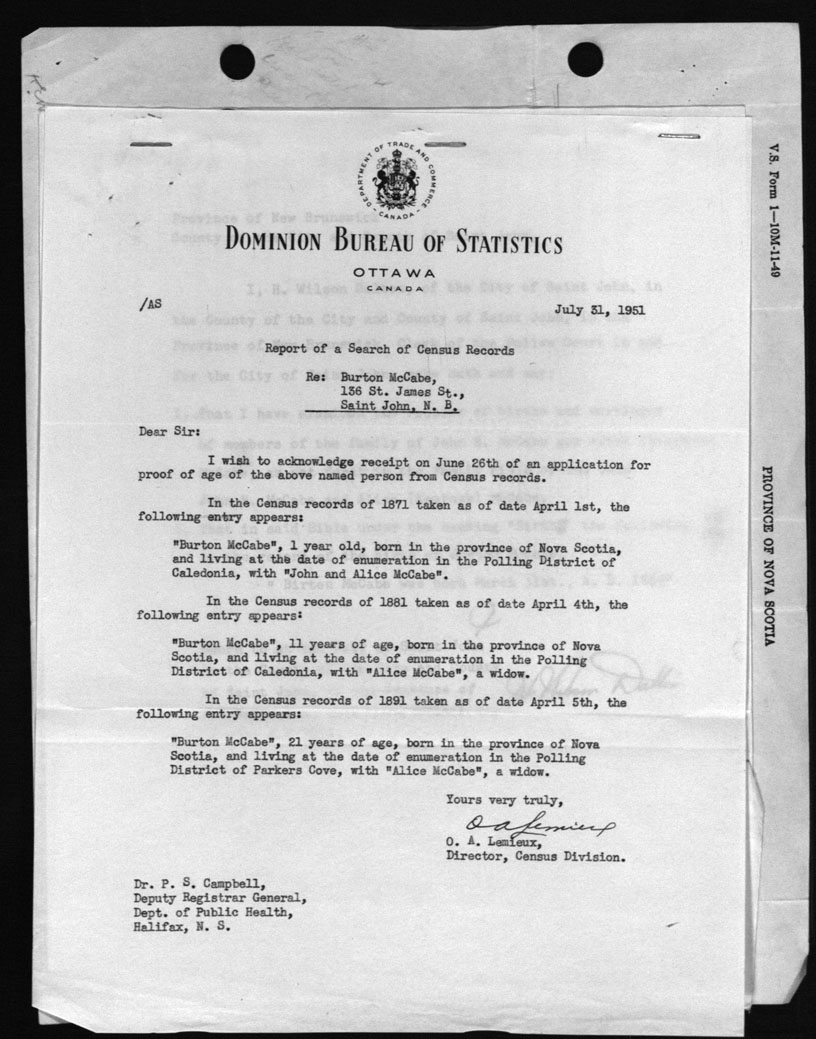 DEPARTMENT OF TRADE AND COMMERCE
CANADA
DOMINION BUREAU OF STATISTICS
OTTAWA
CANADA
/AS
July 31, 1951
Report of a Search of Census Records
Re: Burton McCabe,
136 St. James St.,
Saint John, N. B.
Dear Sir:
I wish to acknowledge receipt on June 26th of an application for
proof of age of the above named person from Census records.
In the Census records of 1871 taken as of date April 1st, the
following entry appears:
"Burton McCabe", 1 year old, born in the province of Nova Scotia,
and living at the date of enumeration in the Polling District of
Caledonia, with "John and Alice McCabe".
In the Census records of 1881 taken as of date April 4th, the
following entry appears:
"Burton McCabe", 11 years of age, born in the province of Nova
Scotia, and living at the date of enumeration in the Polling
District of Caledonia, with "Alice McCabe", a widow.
In the Census records of 1891 taken as of date April 5th, the
following entry appears:
"Burton McCabe", 21 years of age, born in the province of Nova
Scotia, and living at the date of enumeration in the Polling
District of Parkers Cove, with "Alice McCabe", a widow.
Yours very truly,
O A Lemieux
O. A. Lemieux,
Director, Census Division.
Dr. P. S. Campbell,
Deputy Registrar General,
Dept. of Public Health,
Halifax, N. S.
V.S. Form 1—10M-11-49
PROVINCE OF NOVA SCOTIA